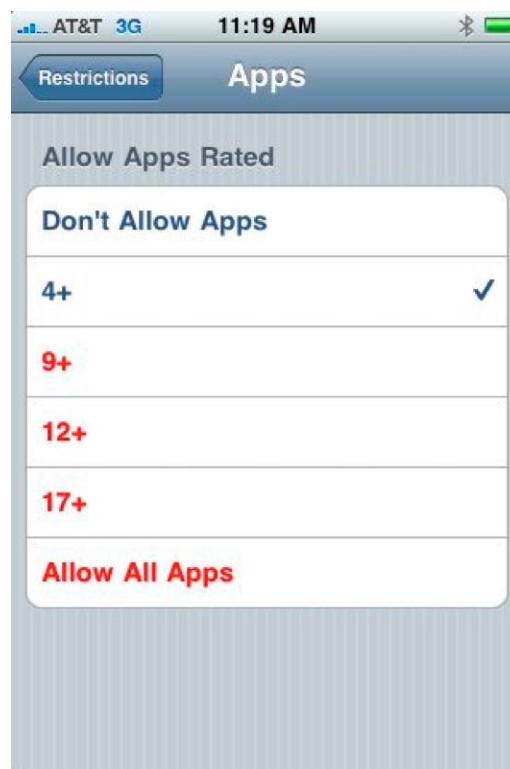 AT&T 3G 11:19 AM
Restrictions Apps
Allow Apps Rated
Don't Allow Apps
4+
9+
12+
17+
Allow All Apps